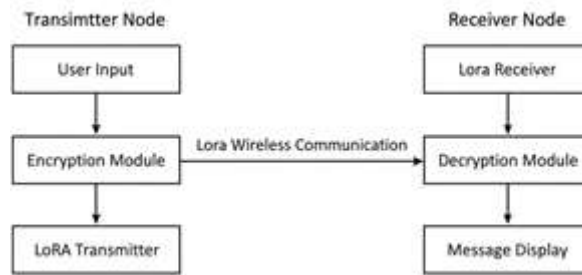 Transimtter Node
Receiver Node
User Input
Lora Receiver
Encryption Module
Lora Wireless Communication
Decryption Module
LoRA Transmitter
Message Display